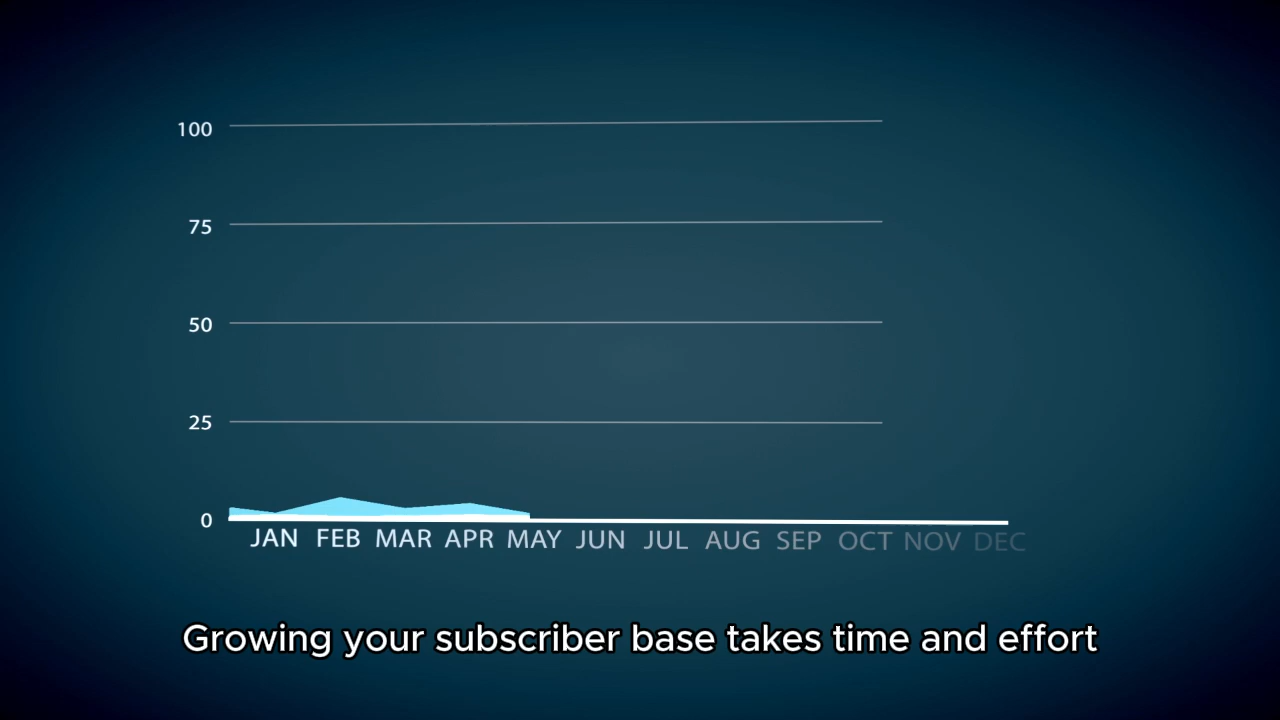 100
75
50
25
0
JAN FEB MAR APR MAY JUN JUL AUG SEP OCT NOV DEC
Growing your subscriber base takes time and effort